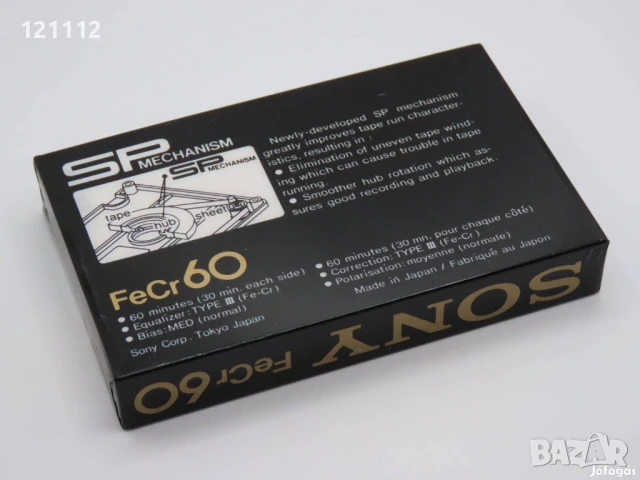 121112
SP MECHANISM
SP MECHANISM
tape
hub
sheet
Newly-developed SP mechanism
greatly improves tape run character-
istics, resulting in:
• Elimination of uneven tape wind-
ing which can cause trouble in tape
running.
• Smoother hub rotation which as-
sures good recording and playback.
FeCr 60
• 60 minutes (30 min. each side)
• Equalizer: TYPE III (Fe-Cr)
• Bias: MED (normal)
Sony Corp. Tokyo Japan
• 60 minutes (30 mn. pour chaque côté)
• Correction: TYPE III (Fe-Cr)
• Polarisation: moyenne (normale)
Made in Japan / Fabriqué au Japon
SONY FeCr 60
BAZAR
Jófogás